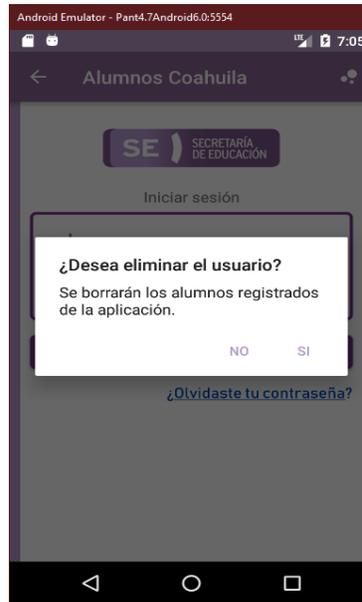 Android Emulator - Pant4.7Android6.0:5554
LTE 7:05
Alumnos Coahuila
SE) SECRETARÍA
DE EDUCACIÓN
Iniciar sesión
¿Desea eliminar el usuario?
Se borrarán los alumnos registrados
de la aplicación.
NO SI
¿Olvidaste tu contraseña?